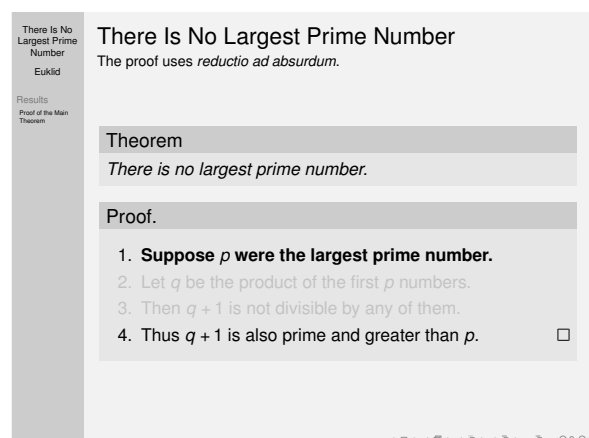 There Is No
Largest Prime
Number
Euklid
Results
Proof of the Main
Theorem
There Is No Largest Prime Number
The proof uses reductio ad absurdum.
Theorem
There is no largest prime number.
Proof.
1. Suppose p were the largest prime number.
2. Let q be the product of the first p numbers.
3. Then q + 1 is not divisible by any of them.
4. Thus q + 1 is also prime and greater than p. □